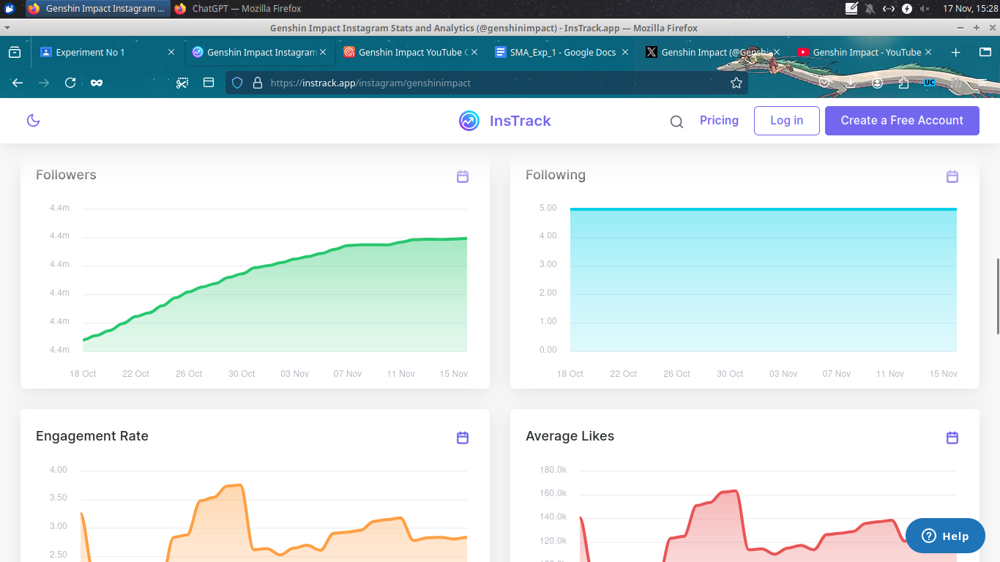 Genshin Impact Instagram ...
ChatGPT — Mozilla Firefox
17 Nov, 15:28
Genshin Impact Instagram Stats and Analytics (@genshinimpact) - InsTrack.app — Mozilla Firefox
Experiment No 1
Genshin Impact Instagram
Genshin Impact YouTube C
SMA_Exp_1 - Google Docs
Genshin Impact (@Genshi
Genshin Impact - YouTube
https://instrack.app/instagram/genshinimpact
UC
InsTrack
Pricing
Log in
Create a Free Account
Followers
4.4m
4.4m
4.4m
4.4m
4.4m
4.4m
18 Oct 22 Oct 26 Oct 30 Oct 03 Nov 07 Nov 11 Nov 15 Nov
Following
5.00
4.00
3.00
2.00
1.00
0.00
18 Oct 22 Oct 26 Oct 30 Oct 03 Nov 07 Nov 11 Nov 15 Nov
Engagement Rate
4.00
3.50
3.00
2.50
Average Likes
180.0k
160.0k
140.0k
120.0k
Help